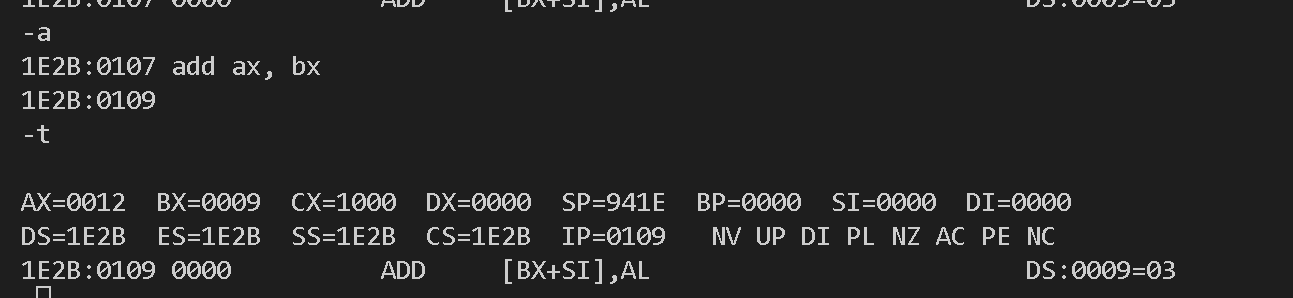 1E2B:0107 0000          ADD     [BX+SI],AL                         DS:0009=03
-a
1E2B:0107 add ax, bx
1E2B:0109
-t

AX=0012  BX=0009  CX=1000  DX=0000  SP=941E  BP=0000  SI=0000  DI=0000
DS=1E2B  ES=1E2B  SS=1E2B  CS=1E2B  IP=0109   NV UP DI PL NZ AC PE NC
1E2B:0109 0000          ADD     [BX+SI],AL                         DS:0009=03